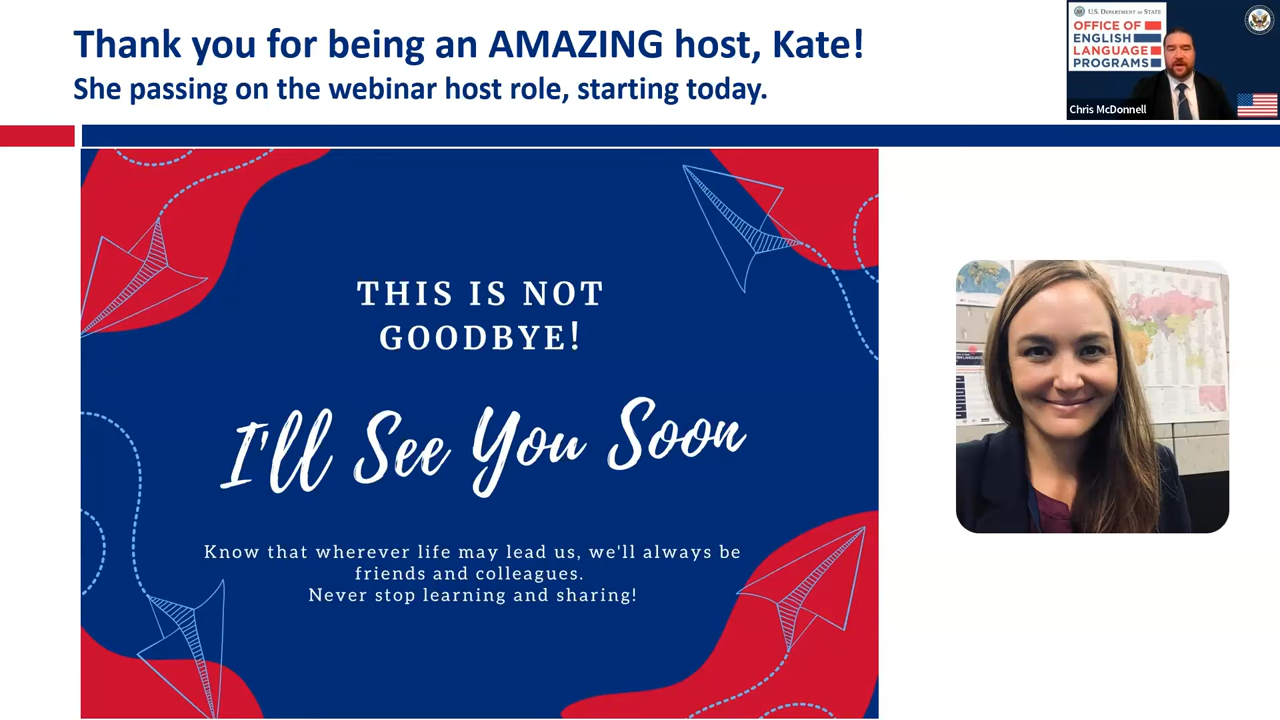 Thank you for being an AMAZING host, Kate!
She passing on the webinar host role, starting today.
U.S. DEPARTMENT OF STATE
OFFICE OF
ENGLISH
LANGUAGE
PROGRAMS
Chris McDonnell
THIS IS NOT
GOODBYE!
I'll See You Soon
Know that wherever life may lead us, we'll always be
friends and colleagues.
Never stop learning and sharing!